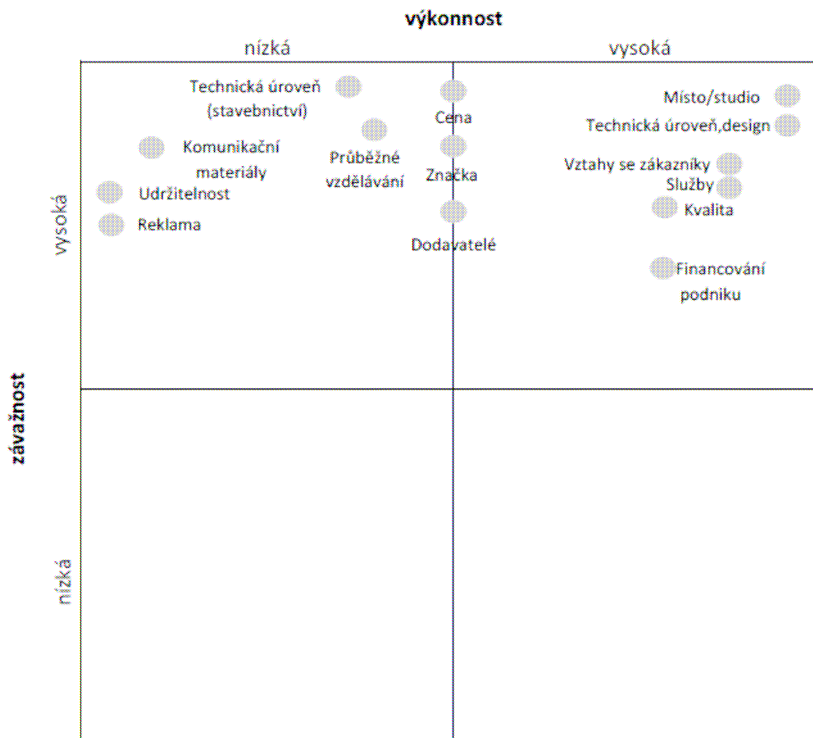 výkonnost
nízká
vysoká
Technická úroveň
(stavebnictví)
Cena
Místo/studio
Technická úroveň,design
Komunikační
materiály
Průběžné
vzdělávání
Značka
Vztahy se zákazníky
Služby
Udržitelnost
Kvalita
Reklama
Dodavatelé
Financování
podniku
vysoká
závažnost
nízká